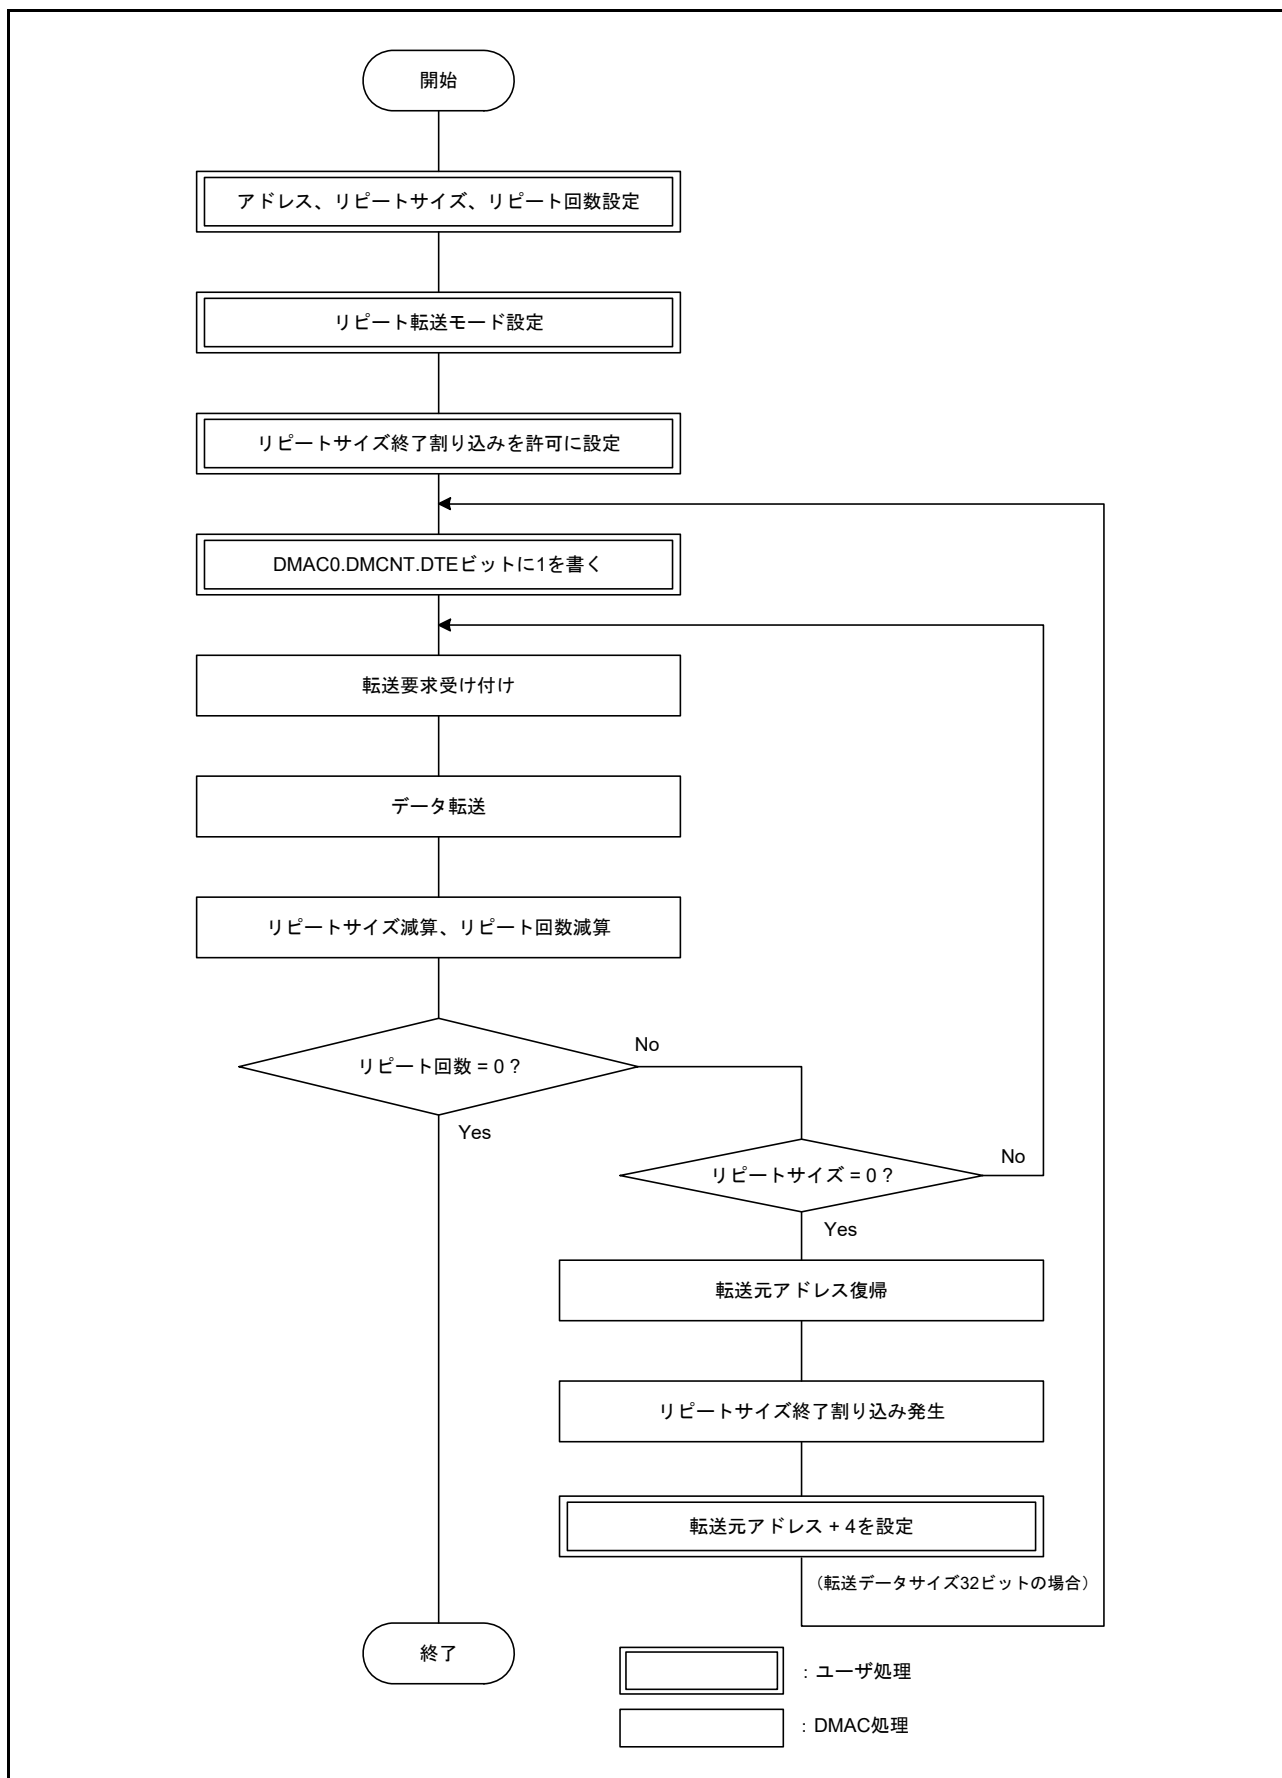 開始
アドレス、リピートサイズ、リピート回数設定
リピート転送モード設定
リピートサイズ終了割り込みを許可に設定
DMAC0.DMCNT.DTEビットに1を書く
転送要求受け付け
データ転送
リピートサイズ減算、リピート回数減算
リピート回数 = 0 ?
No
Yes
リピートサイズ = 0 ?
No
Yes
転送元アドレス復帰
リピートサイズ終了割り込み発生
転送元アドレス + 4を設定
(転送データサイズ32ビットの場合)
終了
: ユーザ処理
: DMAC処理